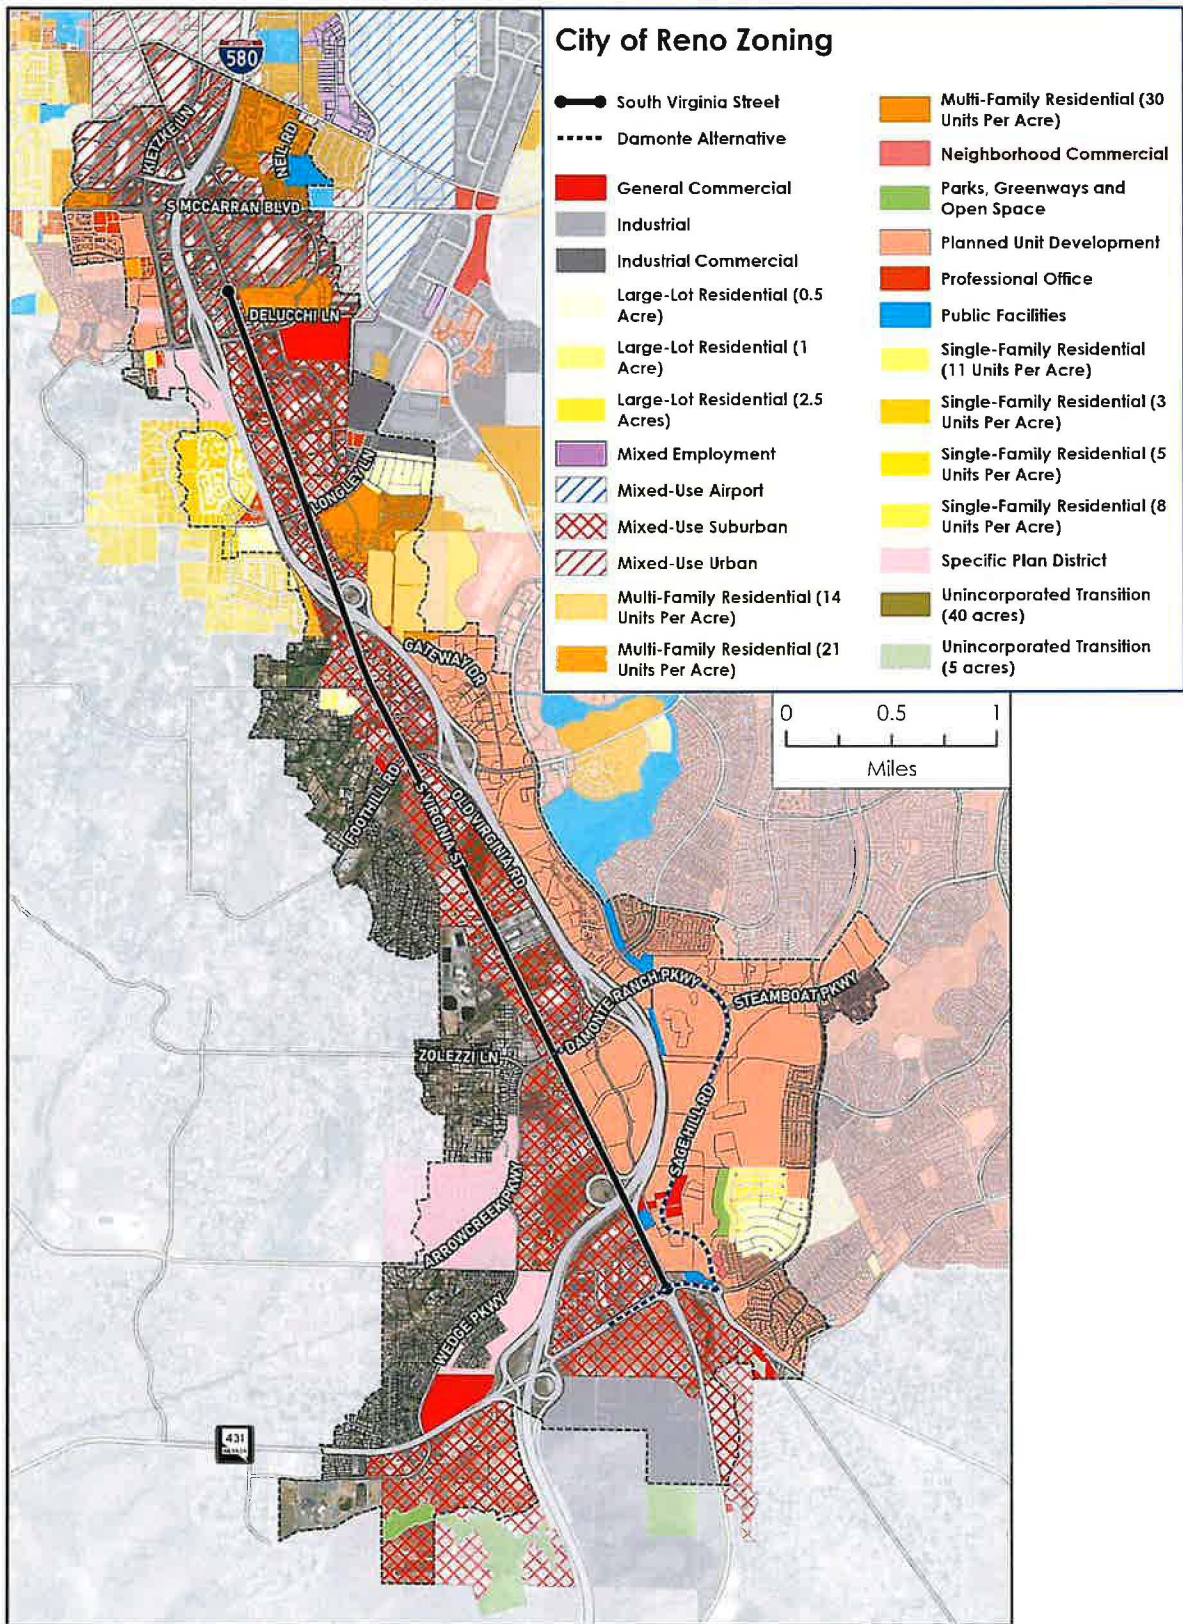 City of Reno Zoning
South Virginia Street
Damonte Alternative
General Commercial
Industrial
Industrial Commercial
Large-Lot Residential (0.5
Acre)
Large-Lot Residential (1
Acre)
Large-Lot Residential (2.5
Acres)
Mixed Employment
Mixed-Use Airport
Mixed-Use Suburban
Mixed-Use Urban
Multi-Family Residential (14
Units Per Acre)
Multi-Family Residential (21
Units Per Acre)
Multi-Family Residential (30
Units Per Acre)
Neighborhood Commercial
Parks, Greenways and
Open Space
Planned Unit Development
Professional Office
Public Facilities
Single-Family Residential
(11 Units Per Acre)
Single-Family Residential (3
Units Per Acre)
Single-Family Residential (5
Units Per Acre)
Single-Family Residential (8
Units Per Acre)
Specific Plan District
Unincorporated Transition
(40 acres)
Unincorporated Transition
(5 acres)
0 0.5 1
Miles
580
KIETZKE LN
NEIL RD
S MCCARRAN BLVD
DELUCCHI LN
LONGLEY LN
GATEWAY DR
FOOTHILL RD
S VIRGINIA ST
OLD VIRGINIA RD
DAMONTE RANCH PKWY
STEAMBOAT PKWY
ZOLEZZI LN
SAGE HILL RD
ARROWCREEK PKWY
WEDGE PKWY
431